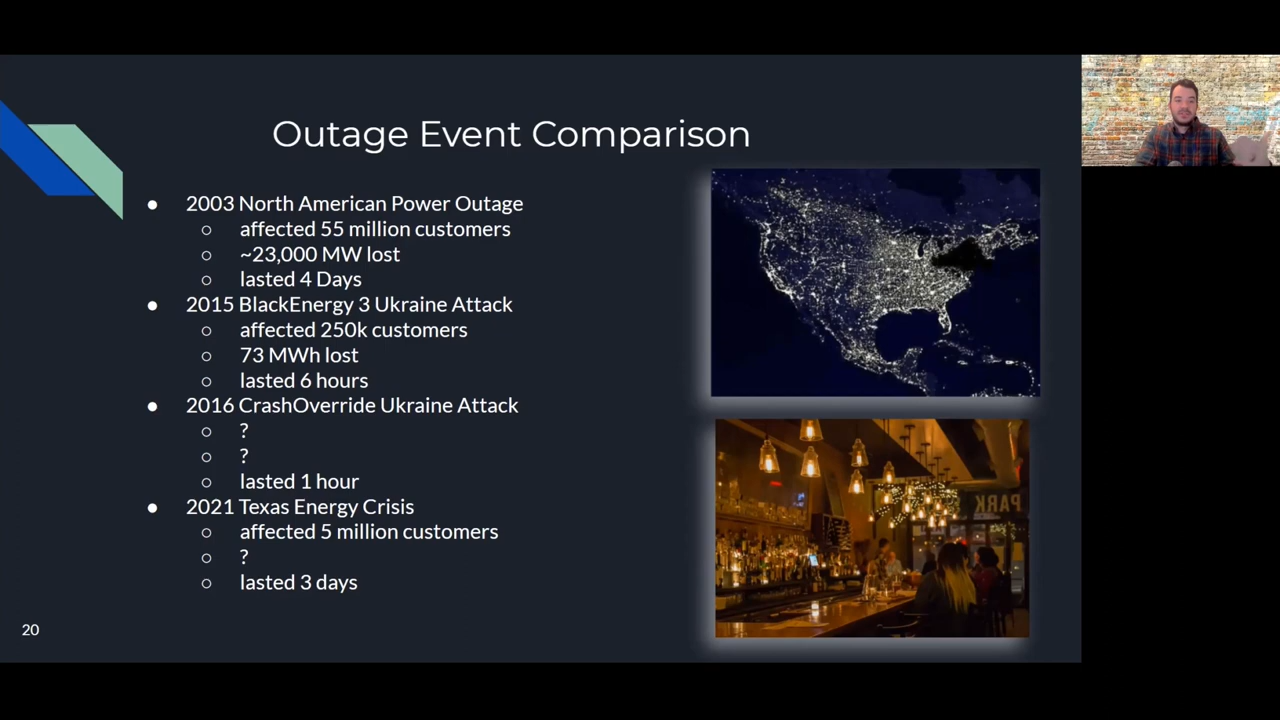 Outage Event Comparison
● 2003 North American Power Outage
○ affected 55 million customers
○ ~23,000 MW lost
○ lasted 4 Days
● 2015 BlackEnergy 3 Ukraine Attack
○ affected 250k customers
○ 73 MWh lost
○ lasted 6 hours
● 2016 CrashOverride Ukraine Attack
○ ?
○ ?
○ lasted 1 hour
● 2021 Texas Energy Crisis
○ affected 5 million customers
○ ?
○ lasted 3 days
PARK
20